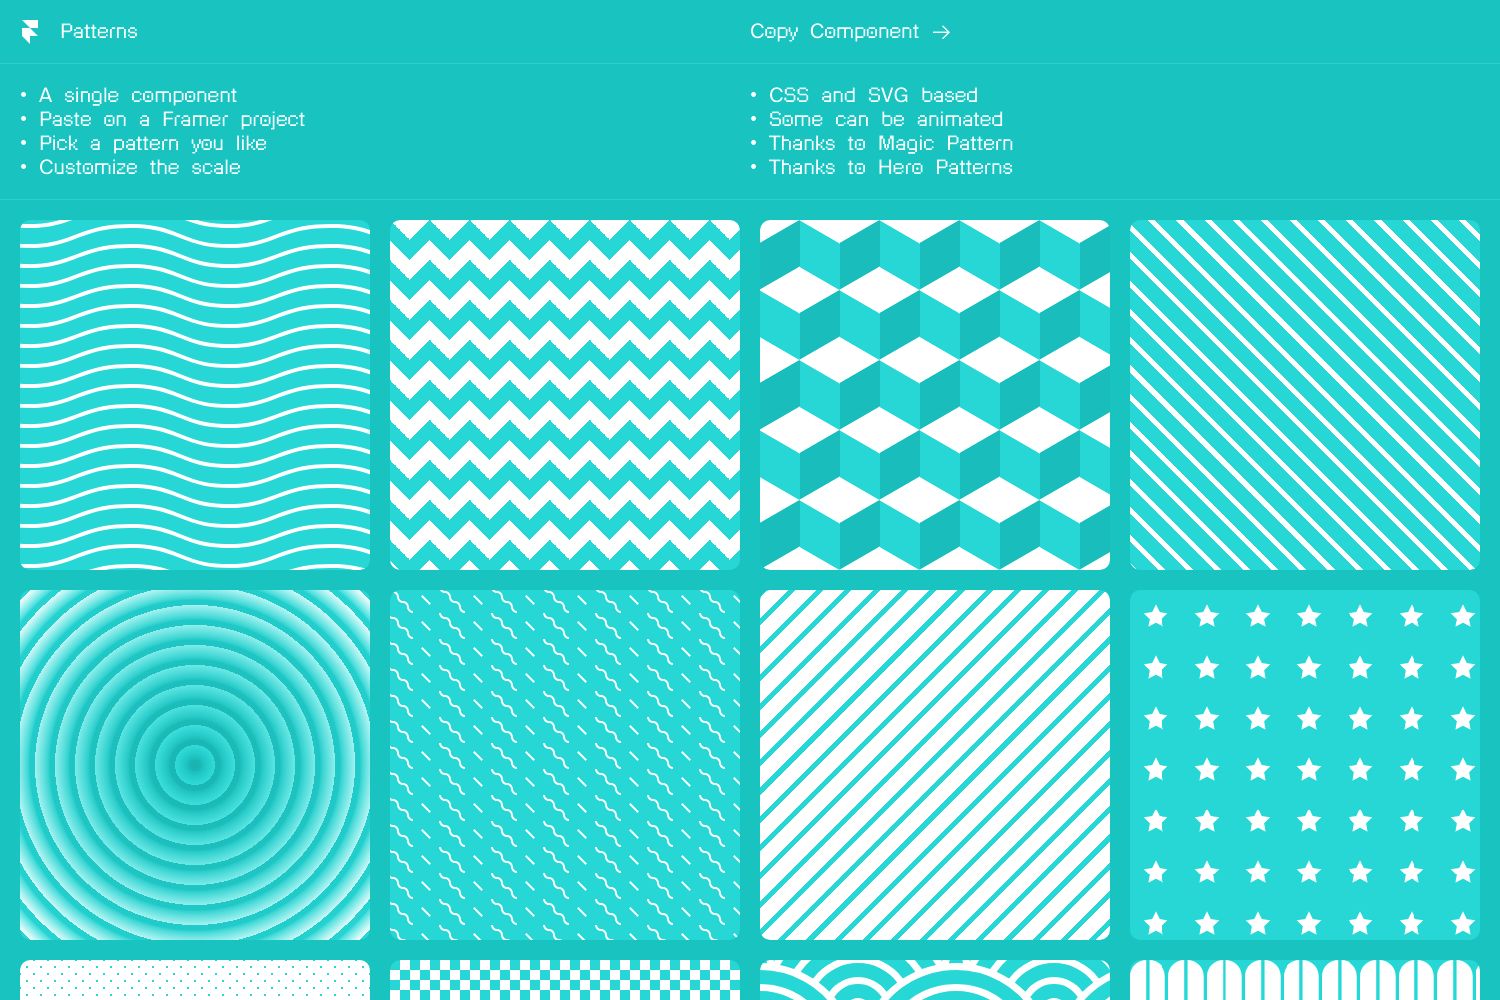 Patterns
Copy Component →
• A single component
• Paste on a Framer project
• Pick a pattern you like
• Customize the scale
• CSS and SVG based
• Some can be animated
• Thanks to Magic Pattern
• Thanks to Hero Patterns